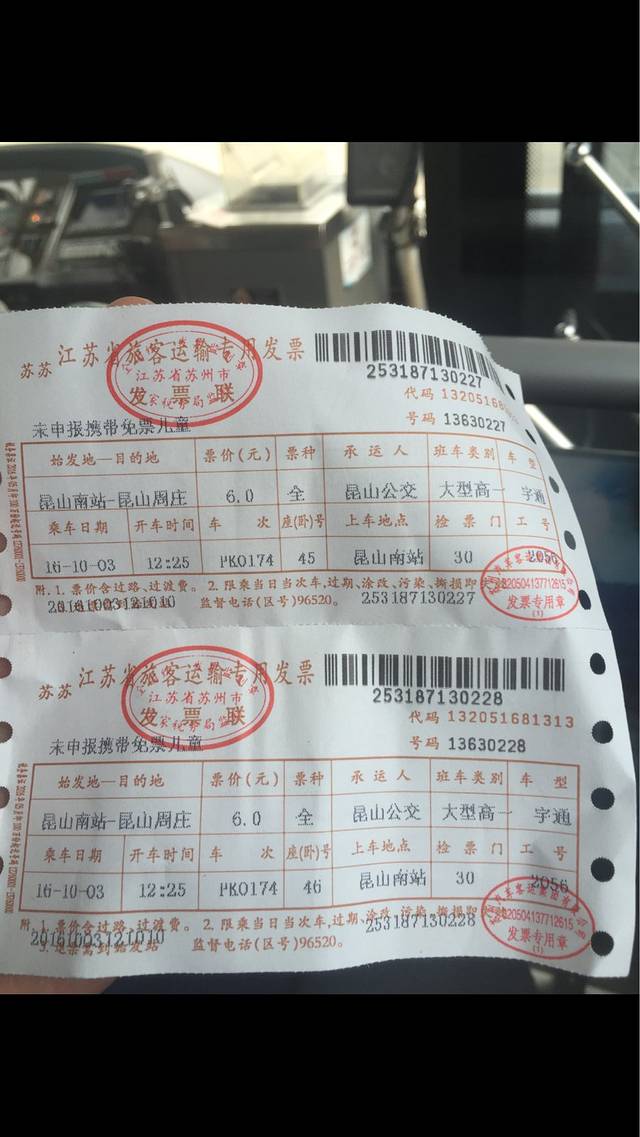 苏苏 江苏省旅客运输专用发票
江苏省苏州市
发票联
253187130227
代码 13205168
未申报携带免票儿童
号码 13630227
始发地—目的地 票价(元) 票种 承运人 班车类别 车型
昆山南站-昆山周庄 6.0 全 昆山公交 大型高一 宇通
乘车日期 开车时间 车次 座(卧)号 上车地点 检票门 工号
16-10-03 12:25 PK0174 45 昆山南站 30 2056
附.1.票价含过路、过渡费。2.限乘当日当次车,过期、涂改、污染、撕损即
20161003121010 监督电话(区号)96520。 253187130227
3205041377126​15
发票专用章
(1)
苏苏 江苏省旅客运输专用发票
江苏省苏州市
发票联
253187130228
代码 132051681313
未申报携带免票儿童
号码 13630228
始发地—目的地 票价(元) 票种 承运人 班车类别 车型
昆山南站-昆山周庄 6.0 全 昆山公交 大型高一 宇通
乘车日期 开车时间 车次 座(卧)号 上车地点 检票门 工号
16-10-03 12:25 PK0174 46 昆山南站 30 2056
附.1.票价含过路、过渡费。2.限乘当日当次车,过期、涂改、污染、撕损即
20161003121010 监督电话(区号)96520。 253187130228
320504137712615
发票专用章
(1)